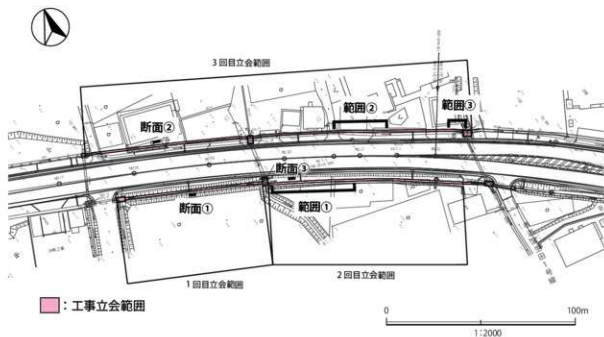 3回目立会範囲
範囲②
範囲③
断面②
断面③
断面①
範囲①
1回目立会範囲
2回目立会範囲
：工事立会範囲
0 100m
1:2000